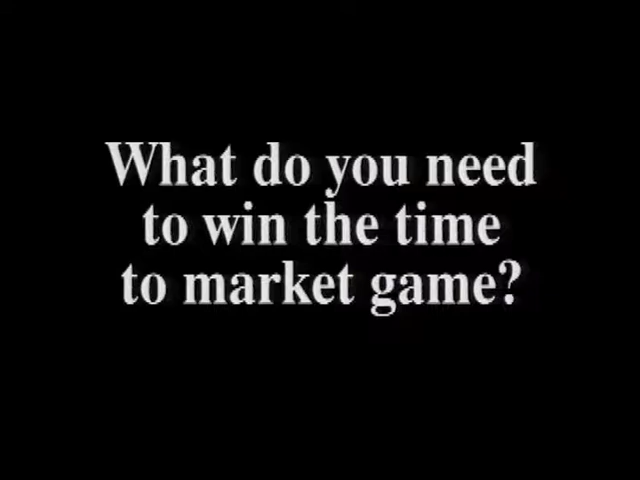 What do you need
to win the time
to market game?